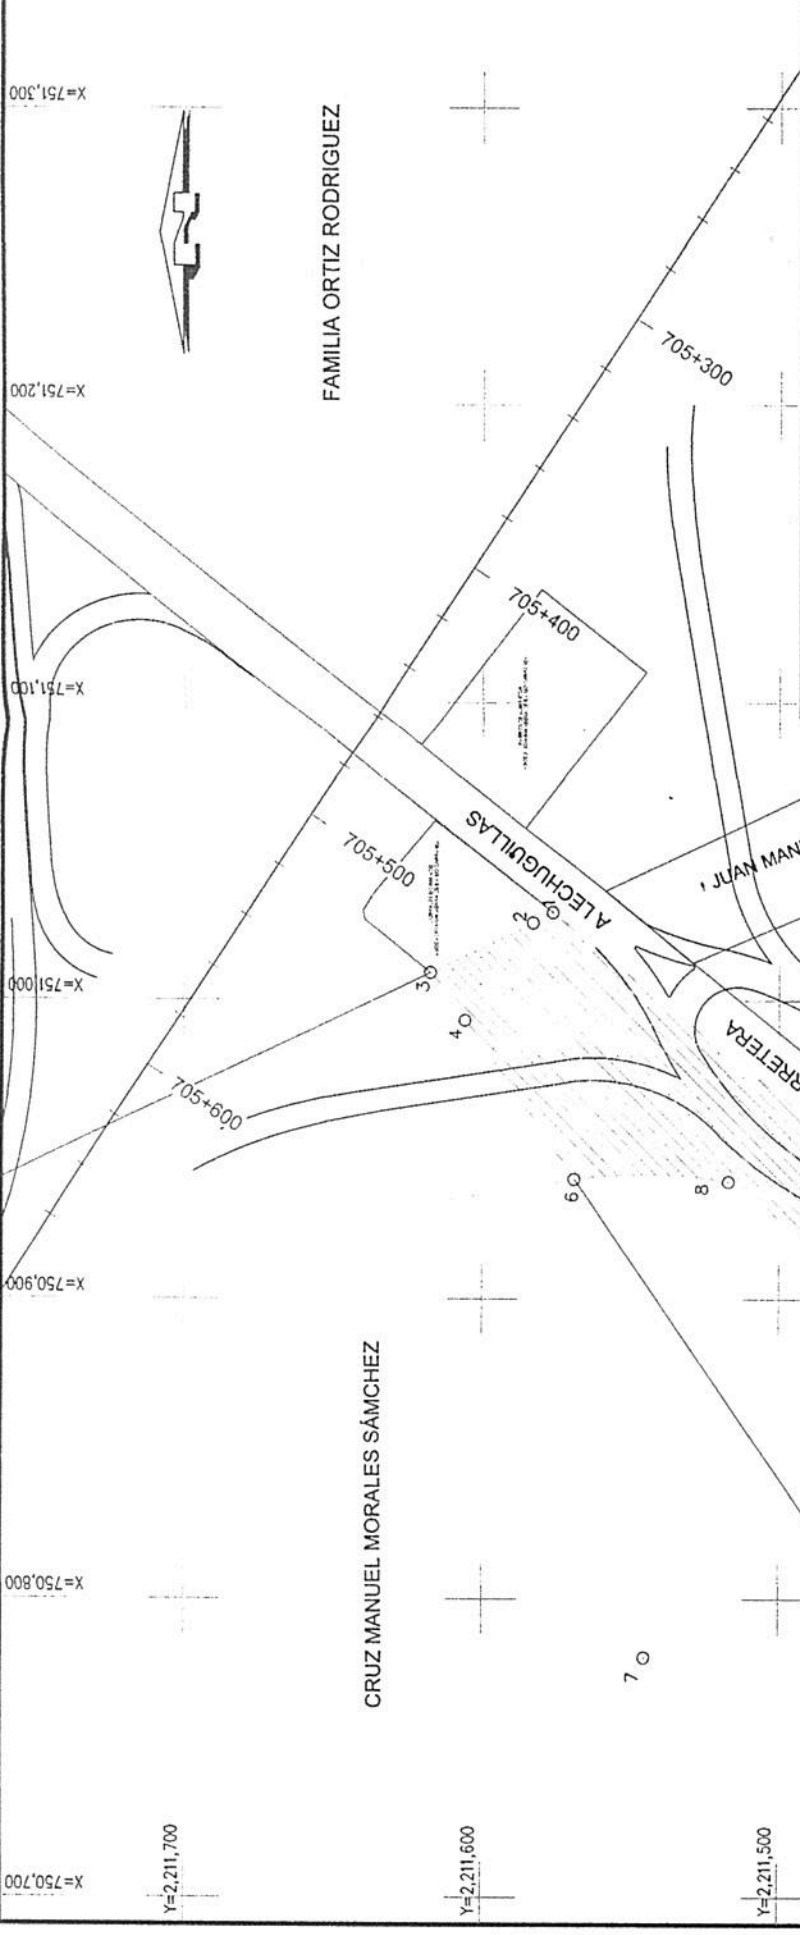 X=751,300
X=751,200
X=751,100
X=751,000
X=750,900
X=750,800
X=750,700
Y=2,211,700
Y=2,211,600
Y=2,211,500
N
FAMILIA ORTIZ RODRIGUEZ
CRUZ MANUEL MORALES SÁMCHEZ
705+300
705+400
705+500
705+600
A LECHUGUILLAS
JUAN MAN
RRETERA
1
2
3
4
6
7
8